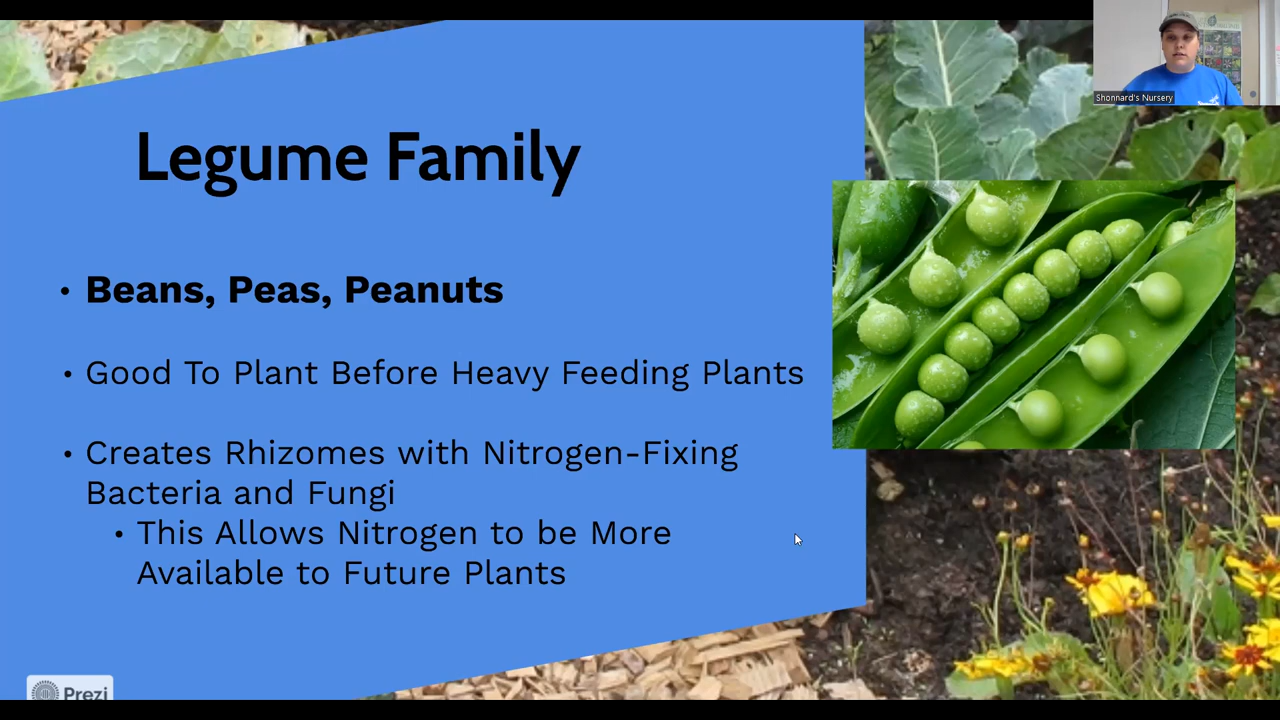 Shonnard's Nursery
Legume Family
• Beans, Peas, Peanuts
• Good To Plant Before Heavy Feeding Plants
• Creates Rhizomes with Nitrogen-Fixing
Bacteria and Fungi
• This Allows Nitrogen to be More
Available to Future Plants
Prezi